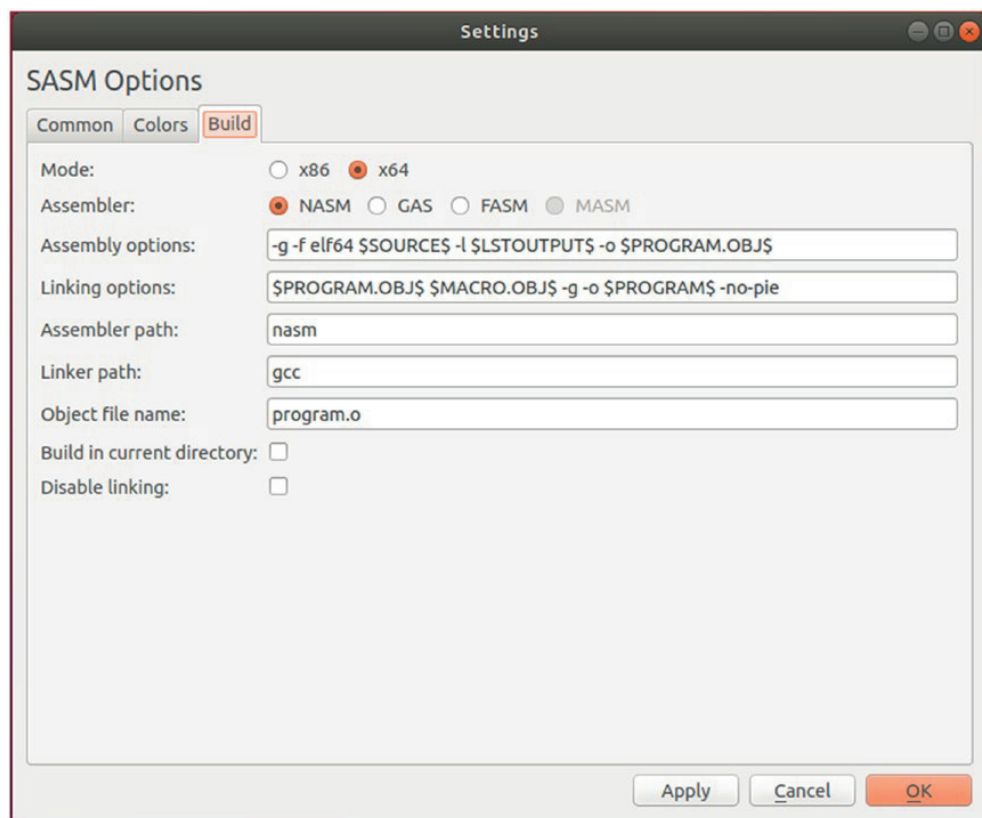 Settings
SASM Options
Common Colors Build
Mode: x86 x64
Assembler: NASM GAS FASM MASM
Assembly options: -g -f elf64 $SOURCE$ -l $LSTOUTPUT$ -o $PROGRAM.OBJ$
Linking options: $PROGRAM.OBJ$ $MACRO.OBJ$ -g -o $PROGRAM$ -no-pie
Assembler path: nasm
Linker path: gcc
Object file name: program.o
Build in current directory:
Disable linking:
Apply Cancel OK